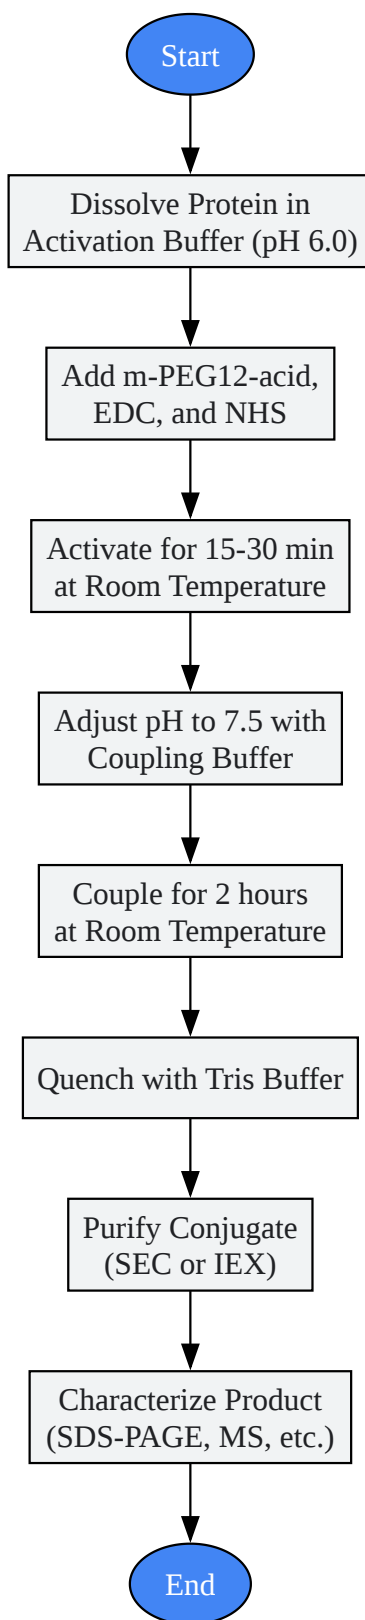 Start
Dissolve Protein in
Activation Buffer (pH 6.0)
Add m-PEG12-acid,
EDC, and NHS
Activate for 15-30 min
at Room Temperature
Adjust pH to 7.5 with
Coupling Buffer
Couple for 2 hours
at Room Temperature
Quench with Tris Buffer
Purify Conjugate
(SEC or IEX)
Characterize Product
(SDS-PAGE, MS, etc.)
End